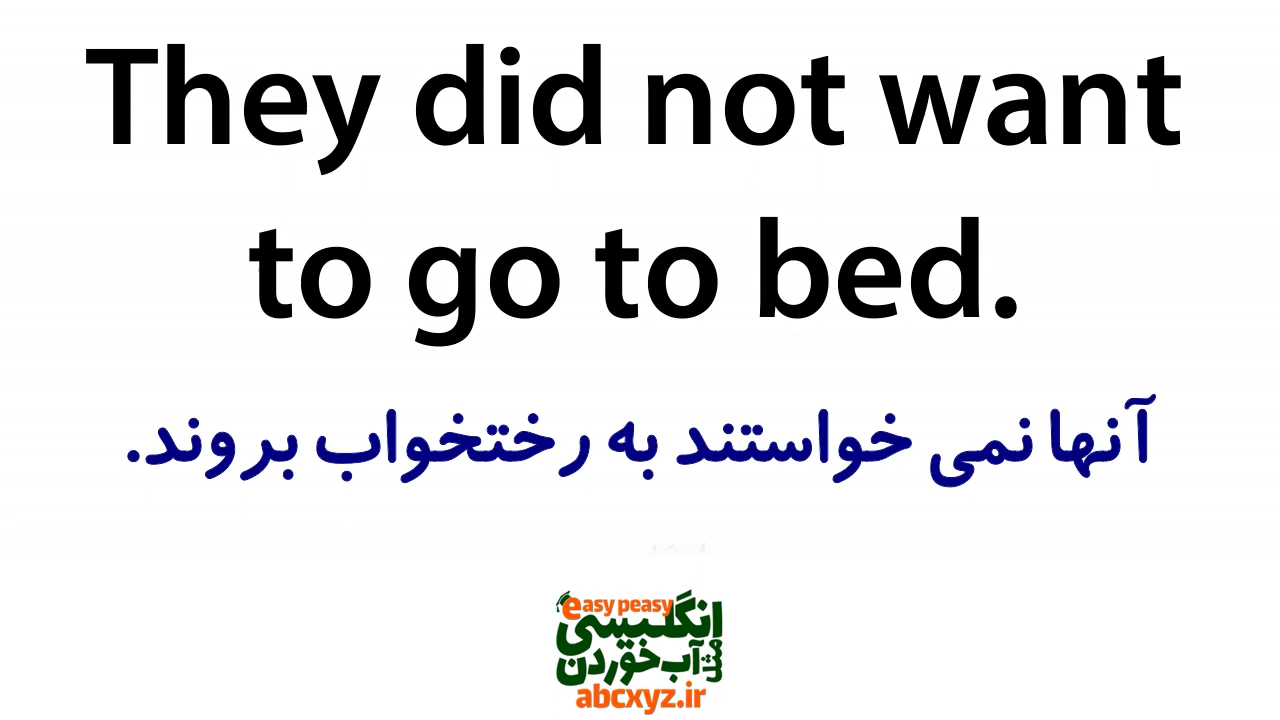 They did not want
to go to bed.
آنها نمی خواستند به رختخواب بروند.
easy peasy
انگلیسی
مثل آب خوردن
abcxyz.ir